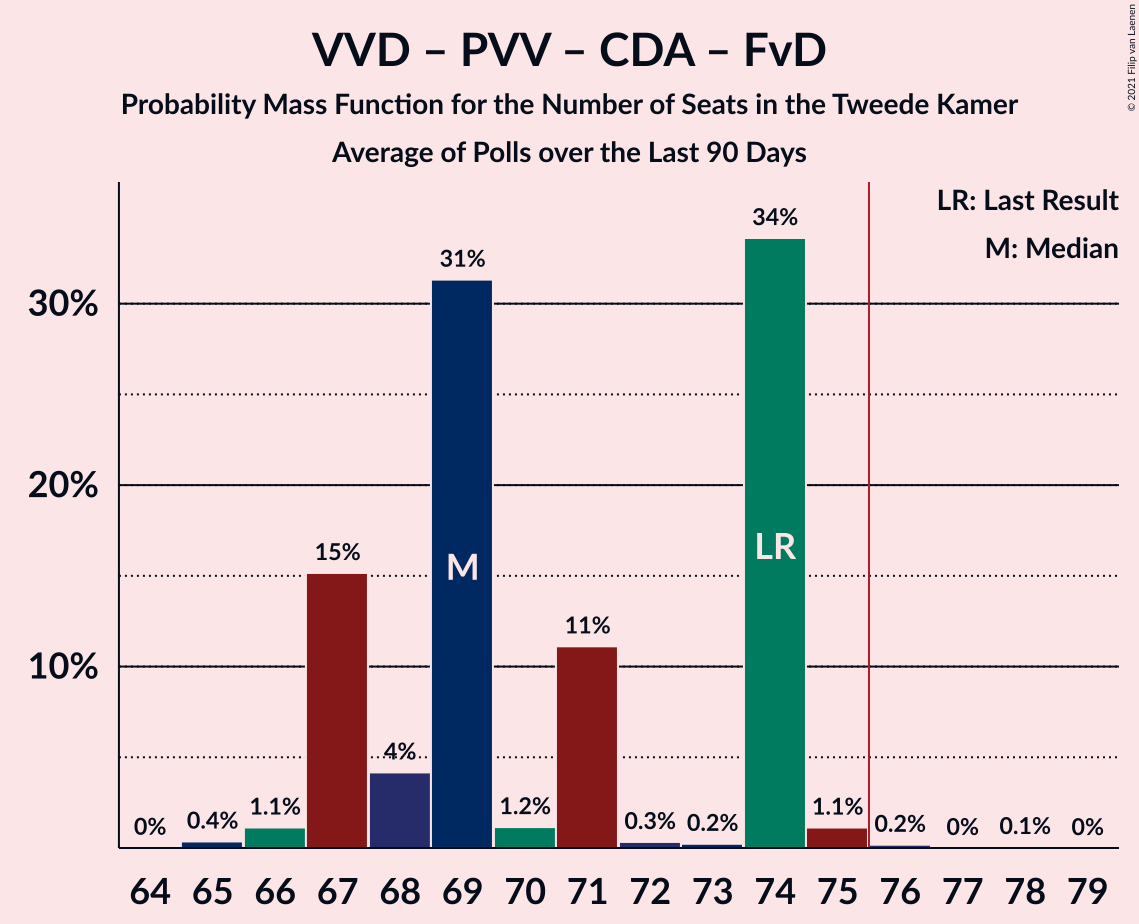 VVD – PVV – CDA – FvD
Probability Mass Function for the Number of Seats in the Tweede Kamer
Average of Polls over the Last 90 Days
© 2021 Filip van Laenen
LR: Last Result
M: Median
30%
20%
10%
0%
0.4%
1.1%
15%
4%
31%
1.2%
11%
0.3%
0.2%
34%
1.1%
0.2%
0%
0.1%
0%
M
LR
64 65 66 67 68 69 70 71 72 73 74 75 76 77 78 79